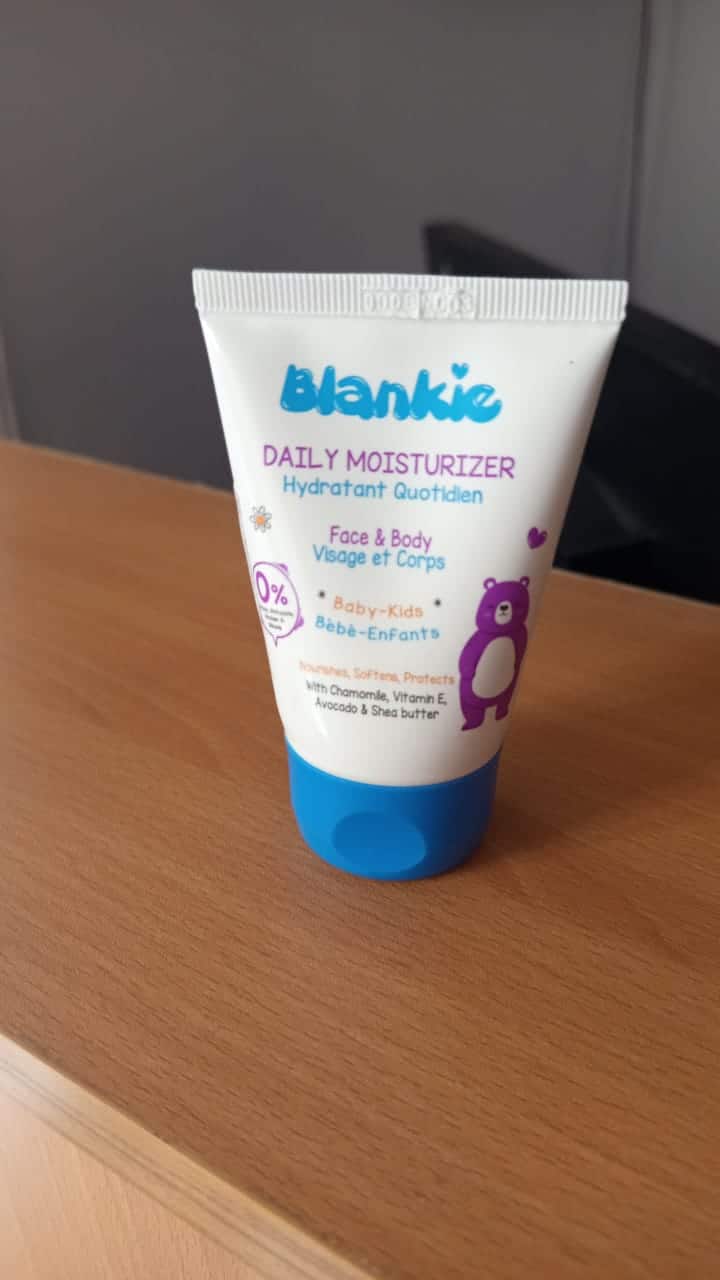 Blankie
DAILY MOISTURIZER
Hydratant Quotidien
Face & Body
Visage et Corps
0%
* Baby-Kids *
Bèbè-Enfants
Nourishes, Softens, Protects
With Chamomile, Vitamin E,
Avocado & Shea butter